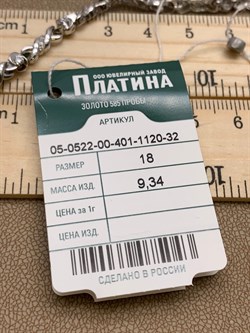 ООО ЮВЕЛИРНЫЙ ЗАВОД
ПЛАТИНА
ЗОЛОТО 585 ПРОБЫ
АРТИКУЛ
05-0522-00-401-1120-32
РАЗМЕР 18
МАССА ИЗД. 9,34
ЦЕНА за 1г
ЦЕНА ИЗД.
СДЕЛАНО В РОССИИ